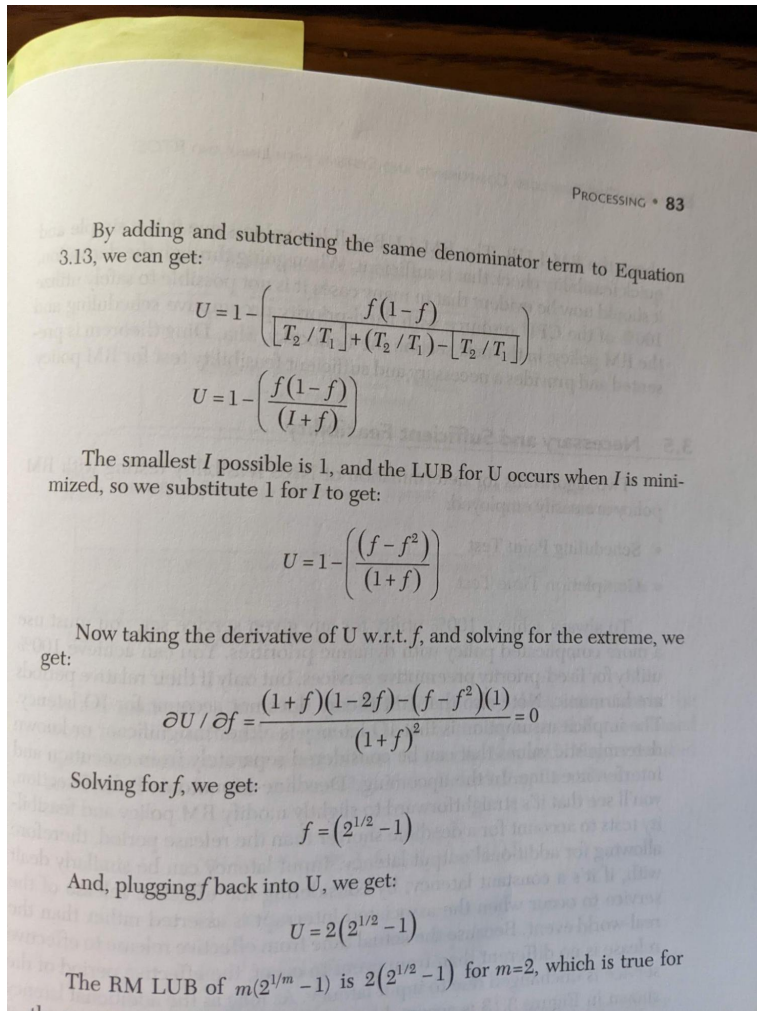 PROCESSING • 83
By adding and subtracting the same denominator term to Equation
3.13, we can get:
U = 1 − ( f(1−f) / (⌊T₂ / T₁⌋ + (T₂ / T₁) − ⌊T₂ / T₁⌋) )
U = 1 − ( f(1−f) / (I+f) )
The smallest I possible is 1, and the LUB for U occurs when I is mini-
mized, so we substitute 1 for I to get:
U = 1 − ( (f − f²) / (1+f) )
Now taking the derivative of U w.r.t. f, and solving for the extreme, we
get:
∂U / ∂f = ((1+f)(1−2f) − (f − f²)(1)) / (1+f)² = 0
Solving for f, we get:
f = (2^{1/2} − 1)
And, plugging f back into U, we get:
U = 2(2^{1/2} − 1)
The RM LUB of m(2^{1/m} − 1) is 2(2^{1/2} − 1) for m=2, which is true for